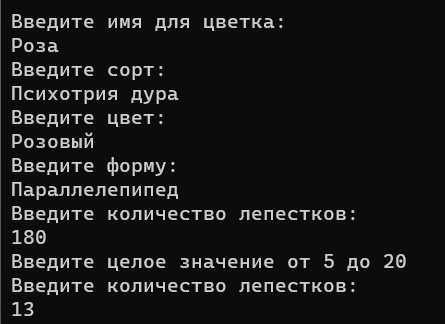 Введите имя для цветка:
Роза
Введите сорт:
Психотрия дура
Введите цвет:
Розовый
Введите форму:
Параллелепипед
Введите количество лепестков:
180
Введите целое значение от 5 до 20
Введите количество лепестков:
13